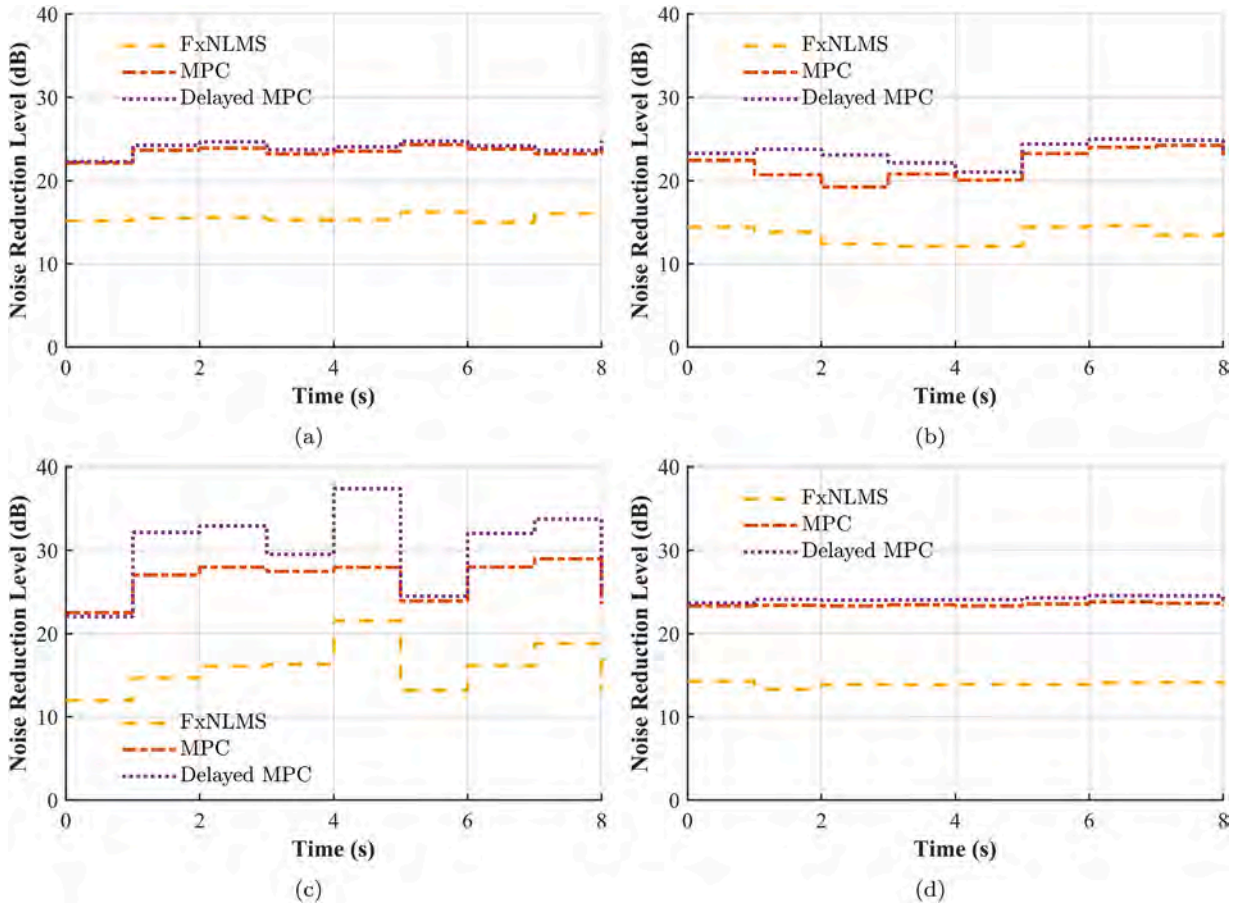 Noise Reduction Level (dB)
40
30
20
10
0
FxNLMS
MPC
Delayed MPC
0 2 4 6 8
Time (s)
(a)
Noise Reduction Level (dB)
40
30
20
10
0
FxNLMS
MPC
Delayed MPC
0 2 4 6 8
Time (s)
(b)
Noise Reduction Level (dB)
40
30
20
10
0
FxNLMS
MPC
Delayed MPC
0 2 4 6 8
Time (s)
(c)
Noise Reduction Level (dB)
40
30
20
10
0
FxNLMS
MPC
Delayed MPC
0 2 4 6 8
Time (s)
(d)